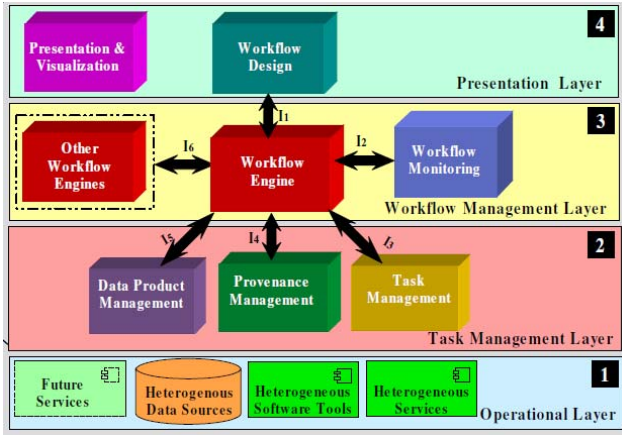 Presentation &
Visualization
Workflow
Design
4
Presentation Layer
I1
Other
Workflow
Engines
I6
Workflow
Engine
I2
Workflow
Monitoring
3
Workflow Management Layer
I5
I4
I3
2
Data Product
Management
Provenance
Management
Task
Management
Task Management Layer
1
Future
Services
Heterogenous
Data Sources
Heterogeneous
Software Tools
Heterogeneous
Services
Operational Layer